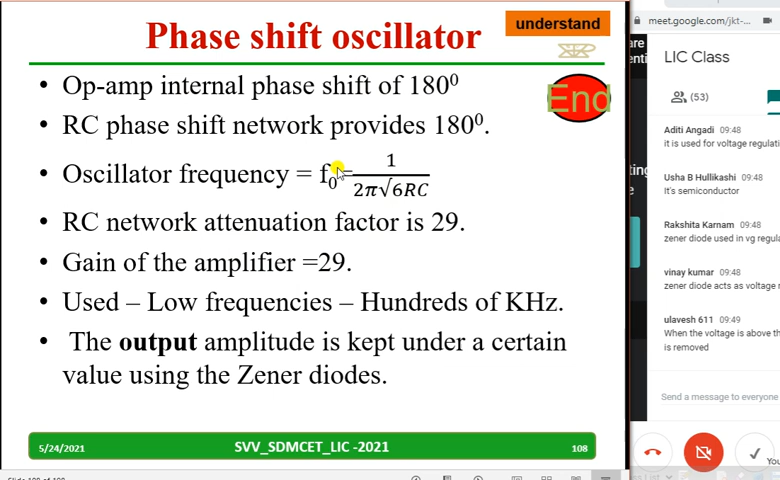 understand
Phase shift oscillator
End
• Op-amp internal phase shift of 180⁰
• RC phase shift network provides 180⁰.
• Oscillator frequency = f₀= 1/2π√6RC
• RC network attenuation factor is 29.
• Gain of the amplifier =29.
• Used – Low frequencies – Hundreds of KHz.
• The output amplitude is kept under a certain
value using the Zener diodes.
5/24/2021
SVV_SDMCET_LIC -2021
108
meet.google.com/jkt-...
LIC Class
(53)
Aditi Angadi 09:48
it is used for voltage regulati
Usha B Hullikashi 09:48
It's semiconductor
Rakshita Karnam 09:48
zener diode used in vg regula
vinay kumar 09:48
zener diode acts as voltage r
ulavesh 611 09:49
When the voltage is above th
is removed
Send a message to everyone
You